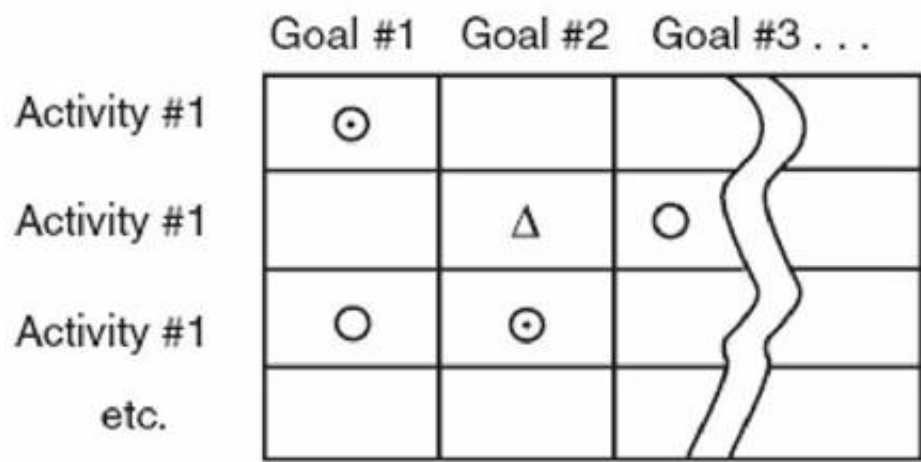 Goal #1 Goal #2 Goal #3 . . .
Activity #1
Activity #1
Activity #1
etc.